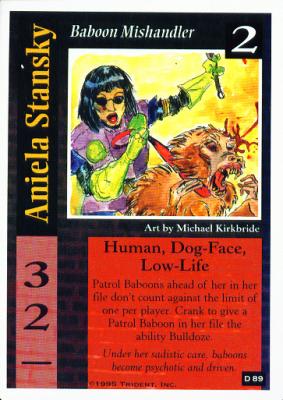 Baboon Mishandler
2
Aniela Stansky
Art by Michael Kirkbride
3
2
—
Human, Dog-Face,
Low-Life
Patrol Baboons ahead of her in her
file don't count against the limit of
one per player. Crank to give a
Patrol Baboon in her file the
ability Bulldoze.
Under her sadistic care, baboons
become psychotic and driven.
©1995 TRIDENT, INC.
D 89